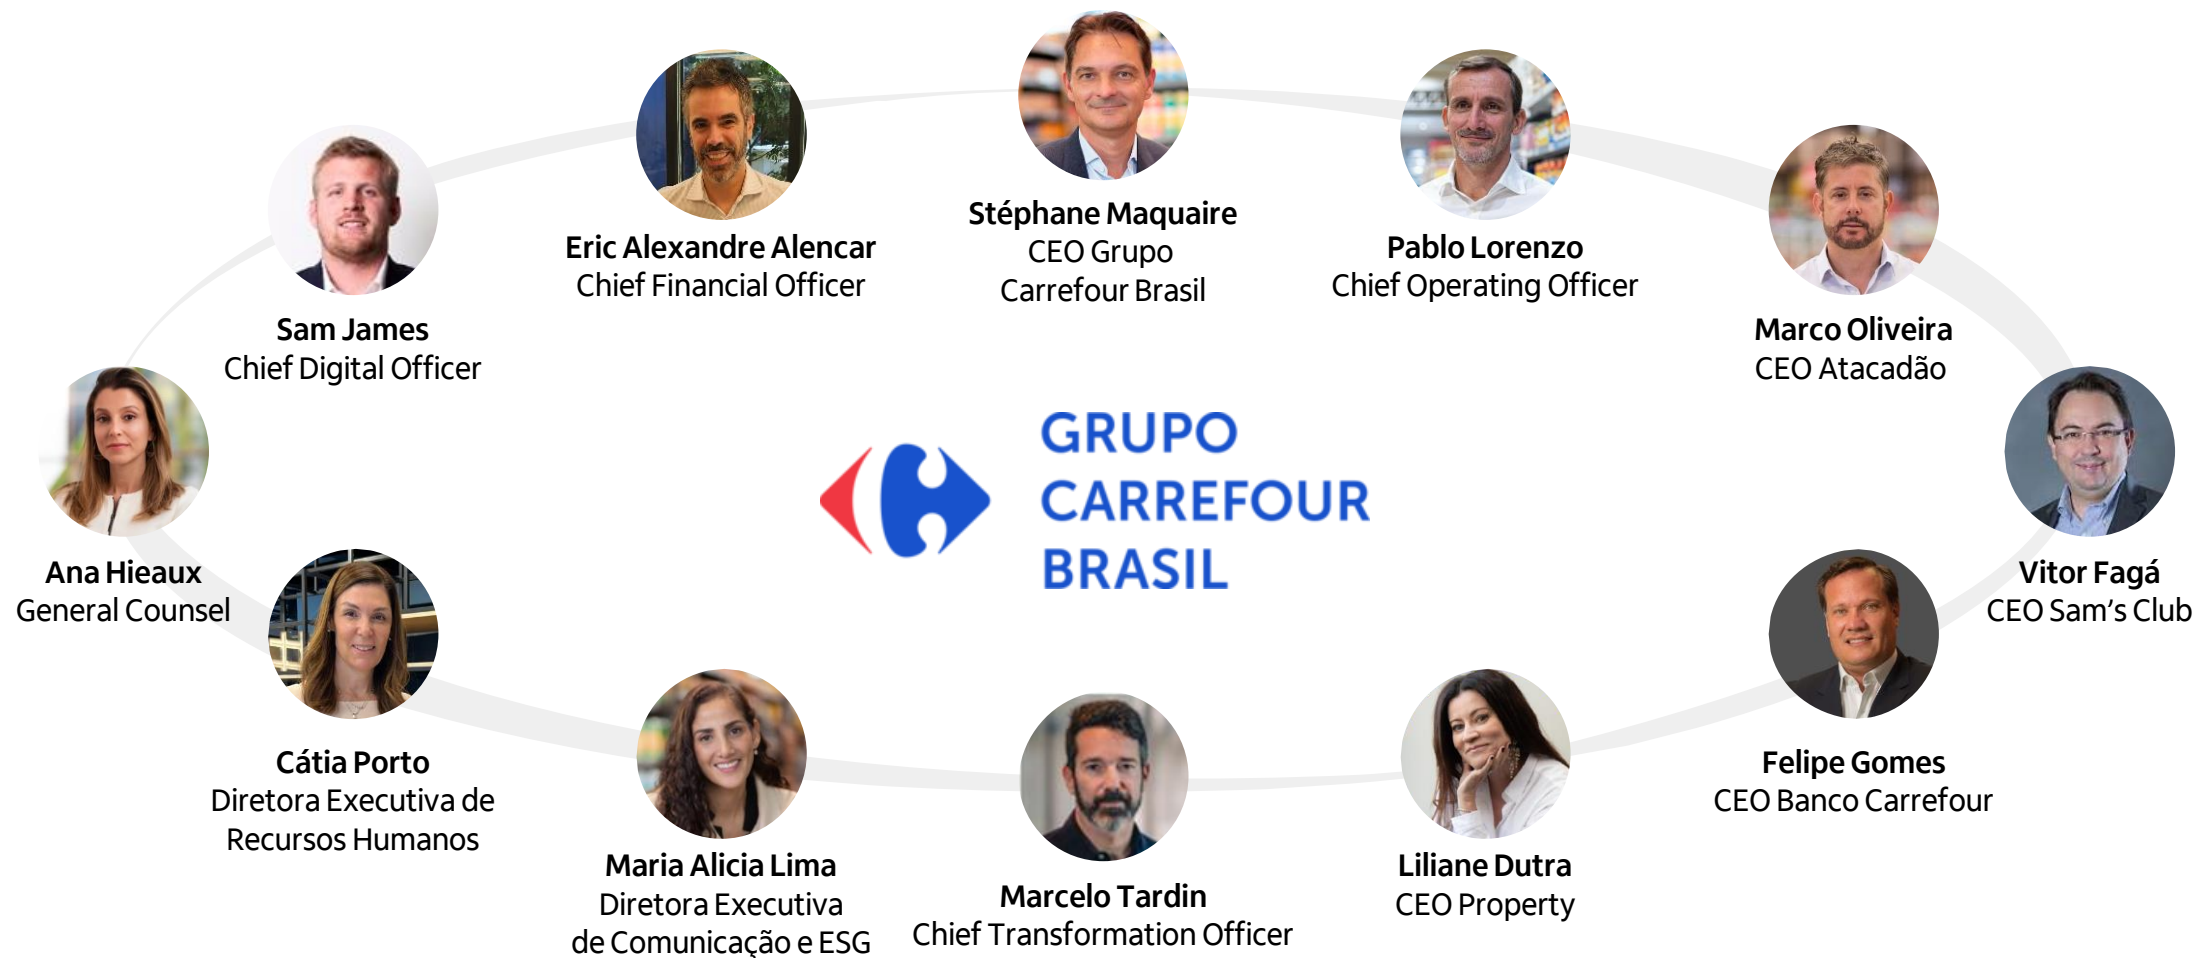 Stéphane Maquaire
CEO Grupo
Carrefour Brasil
Eric Alexandre Alencar
Chief Financial Officer
Pablo Lorenzo
Chief Operating Officer
Sam James
Chief Digital Officer
Marco Oliveira
CEO Atacadão
GRUPO
CARREFOUR
BRASIL
Ana Hieaux
General Counsel
Vitor Fagá
CEO Sam’s Club
Cátia Porto
Diretora Executiva de
Recursos Humanos
Felipe Gomes
CEO Banco Carrefour
Maria Alicia Lima
Diretora Executiva
de Comunicação e ESG
Marcelo Tardin
Chief Transformation Officer
Liliane Dutra
CEO Property